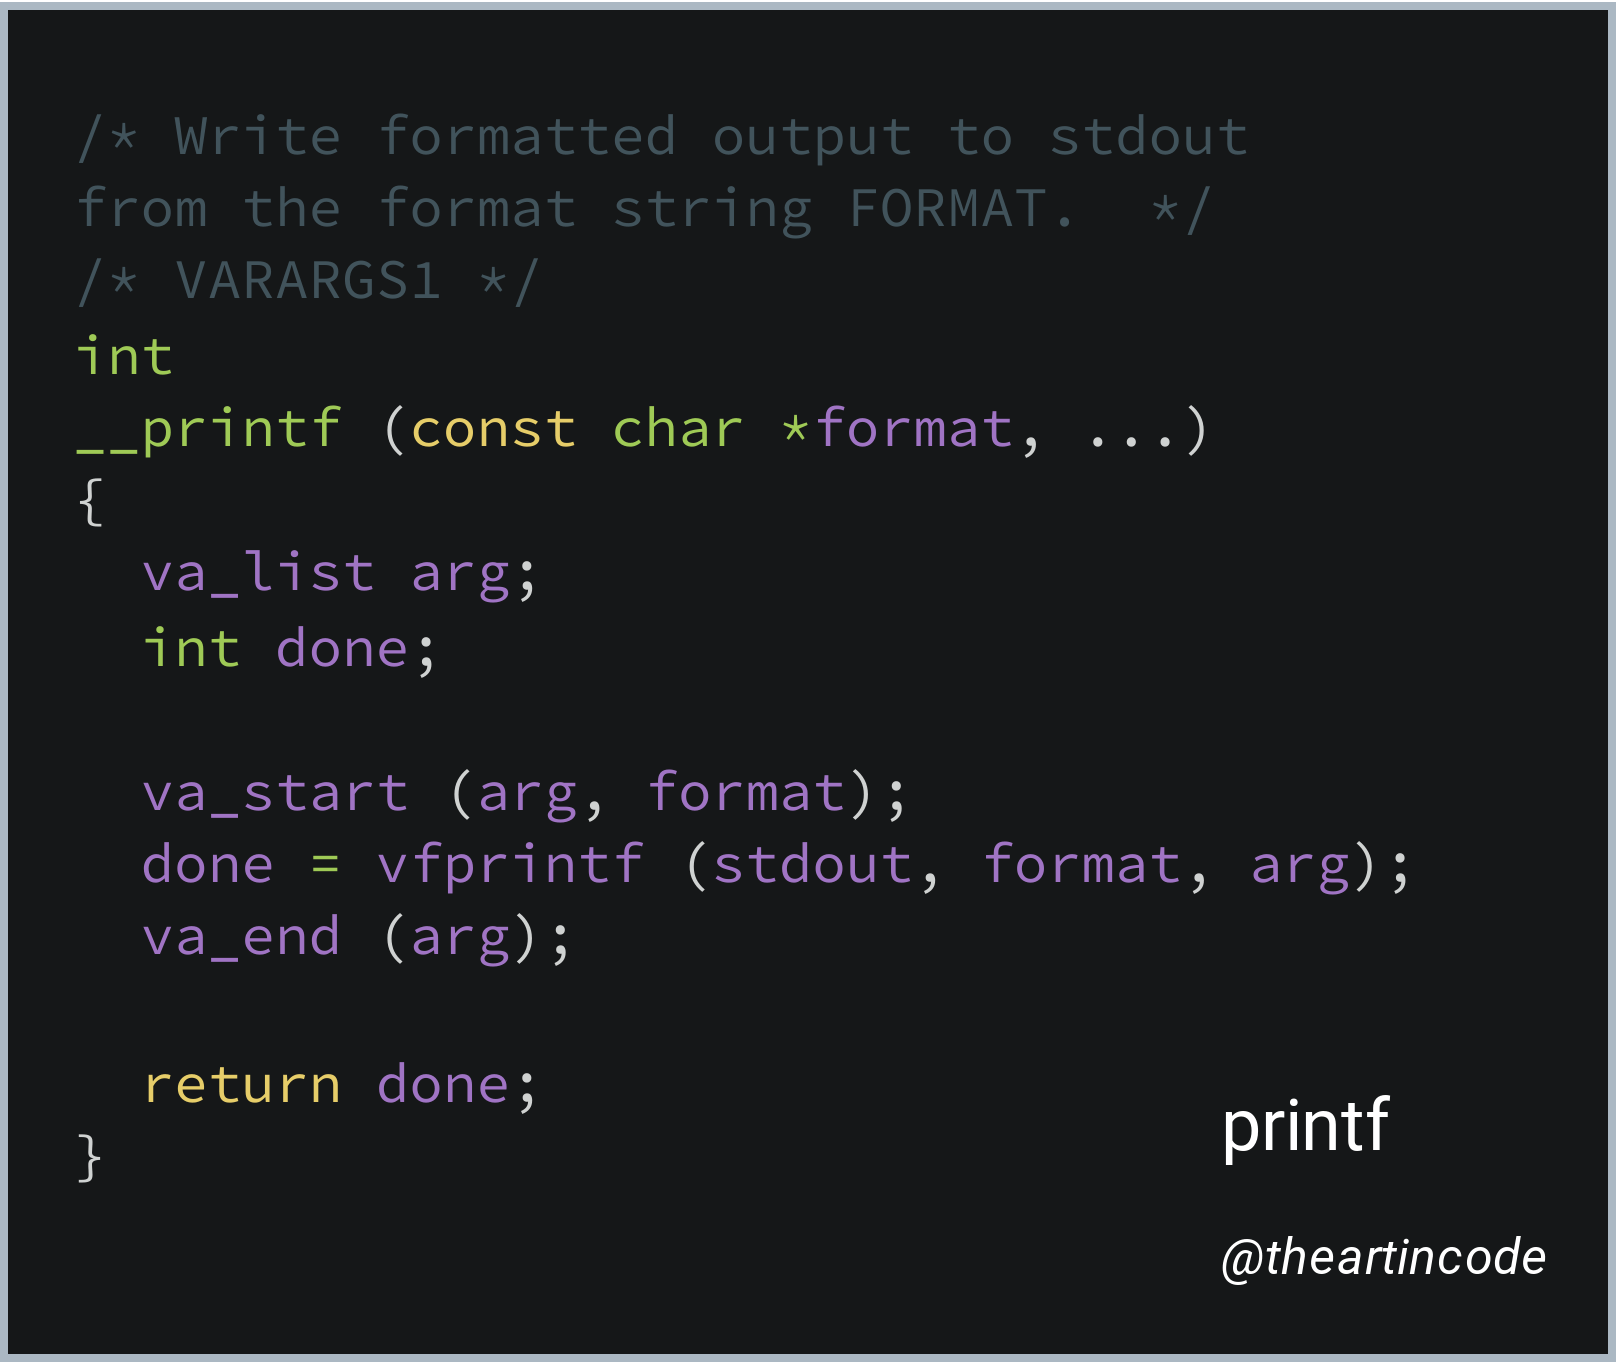 /* Write formatted output to stdout
from the format string FORMAT.  */
/* VARARGS1 */
int
__printf (const char *format, ...)
{
  va_list arg;
  int done;

  va_start (arg, format);
  done = vfprintf (stdout, format, arg);
  va_end (arg);

  return done;
}
printf
@theartincode